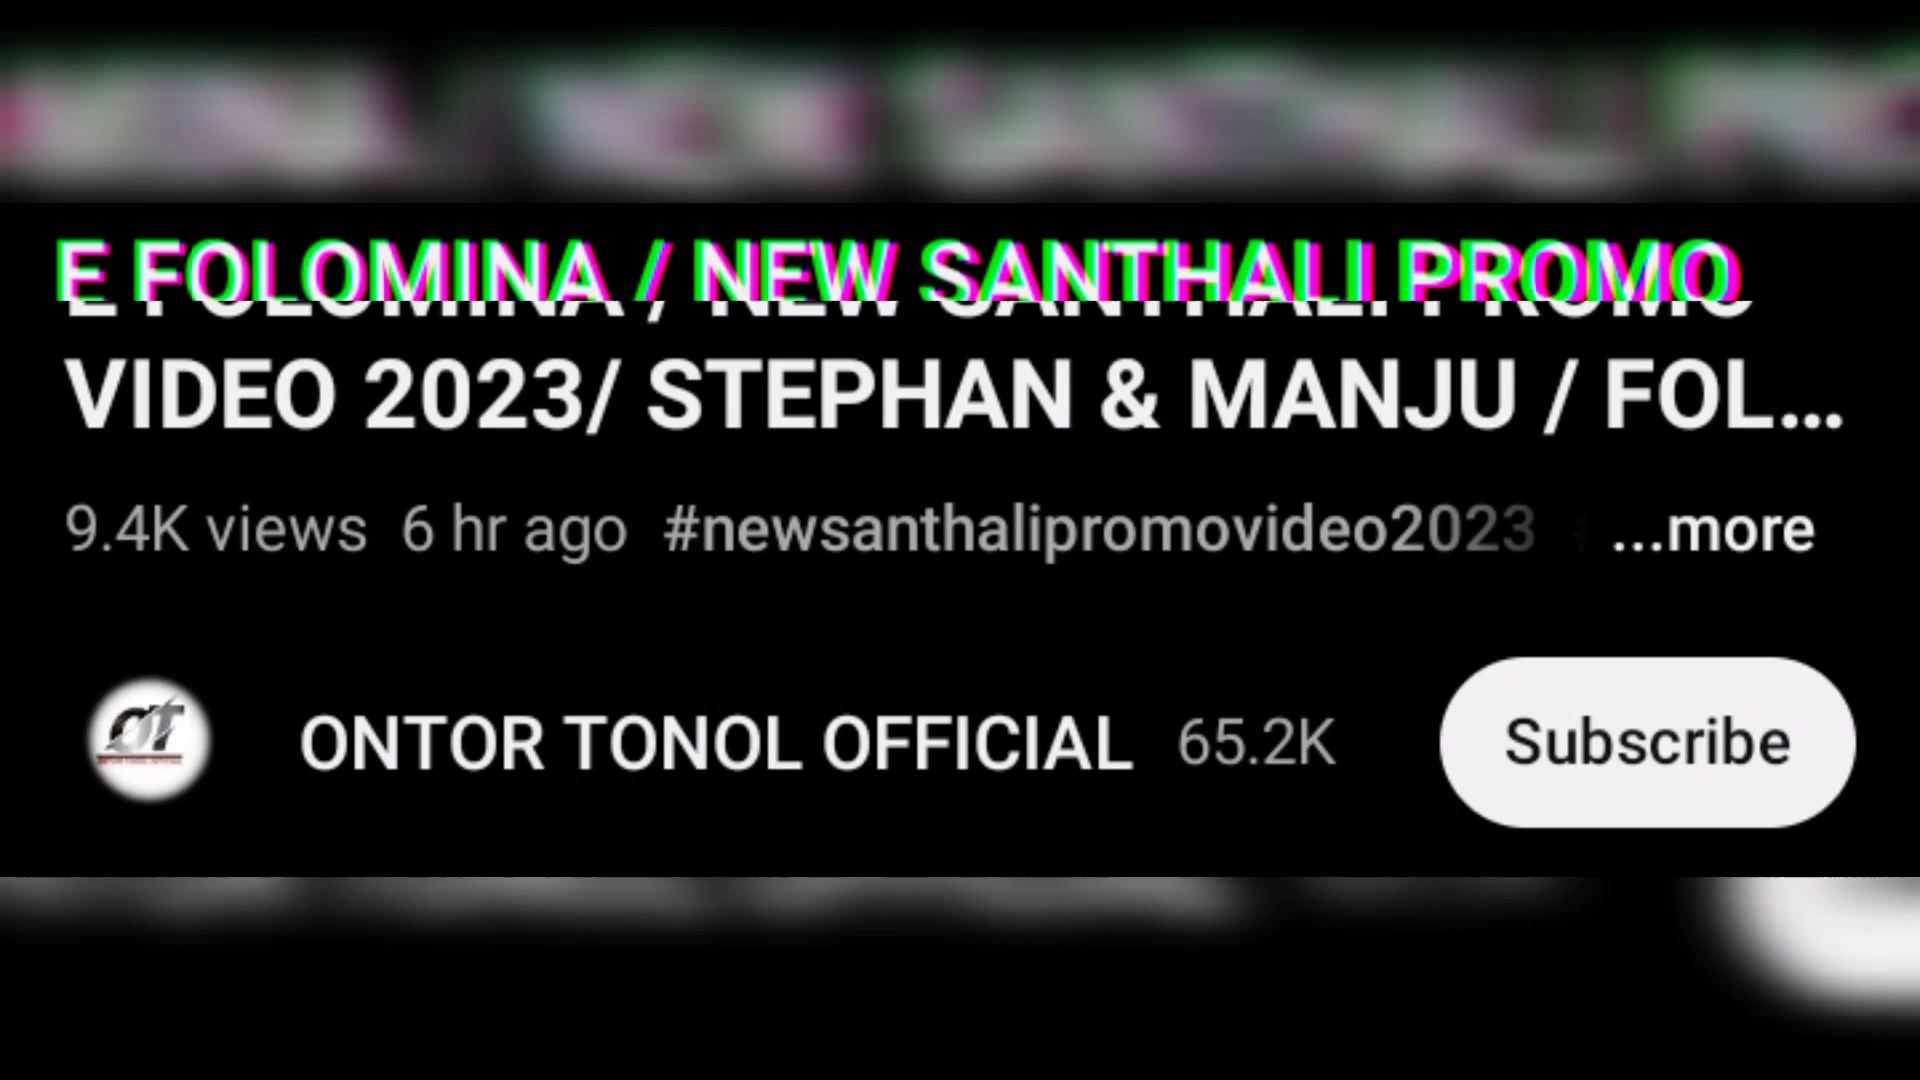 E FOLOMINA / NEW SANTHALI PROMO
VIDEO 2023/ STEPHAN & MANJU / FOL...
9.4K views 6 hr ago #newsanthalipromovideo2023 ...more
OT
ONTOR TONOL OFFICIAL 65.2K
Subscribe